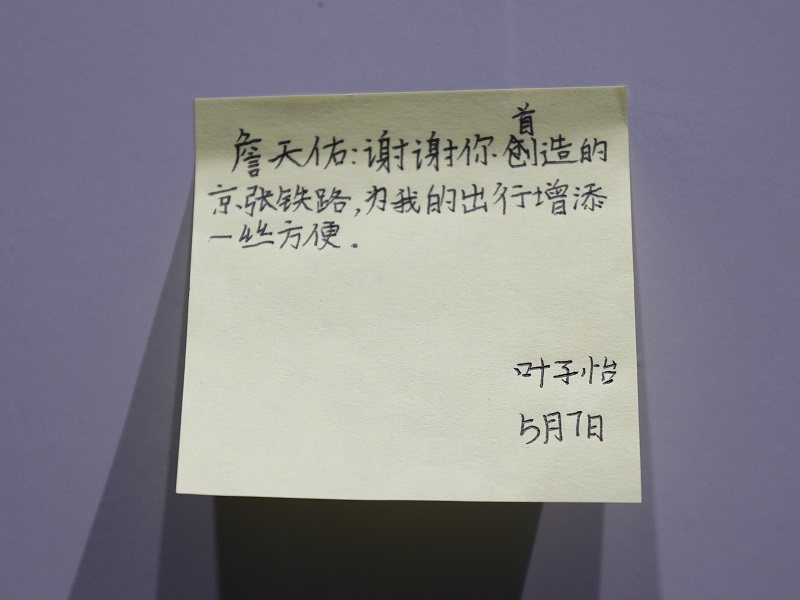 詹天佑：谢谢你首创造的
京张铁路，为我的出行增添
一丝方便.
叶子怡
5月7日